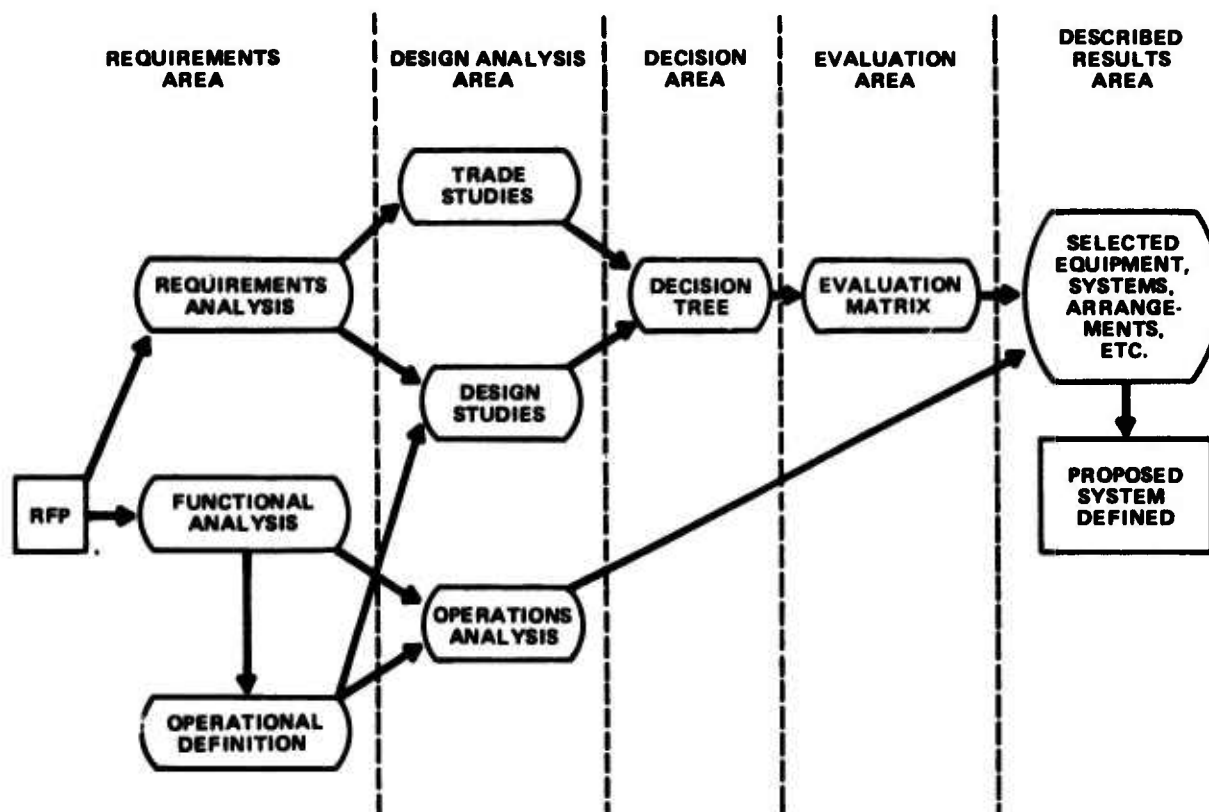 REQUIREMENTS
AREA
DESIGN ANALYSIS
AREA
DECISION
AREA
EVALUATION
AREA
DESCRIBED
RESULTS
AREA
TRADE
STUDIES
REQUIREMENTS
ANALYSIS
DECISION
TREE
EVALUATION
MATRIX
SELECTED
EQUIPMENT,
SYSTEMS,
ARRANGE-
MENTS,
ETC.
DESIGN
STUDIES
RFP
FUNCTIONAL
ANALYSIS
PROPOSED
SYSTEM
DEFINED
OPERATIONS
ANALYSIS
OPERATIONAL
DEFINITION